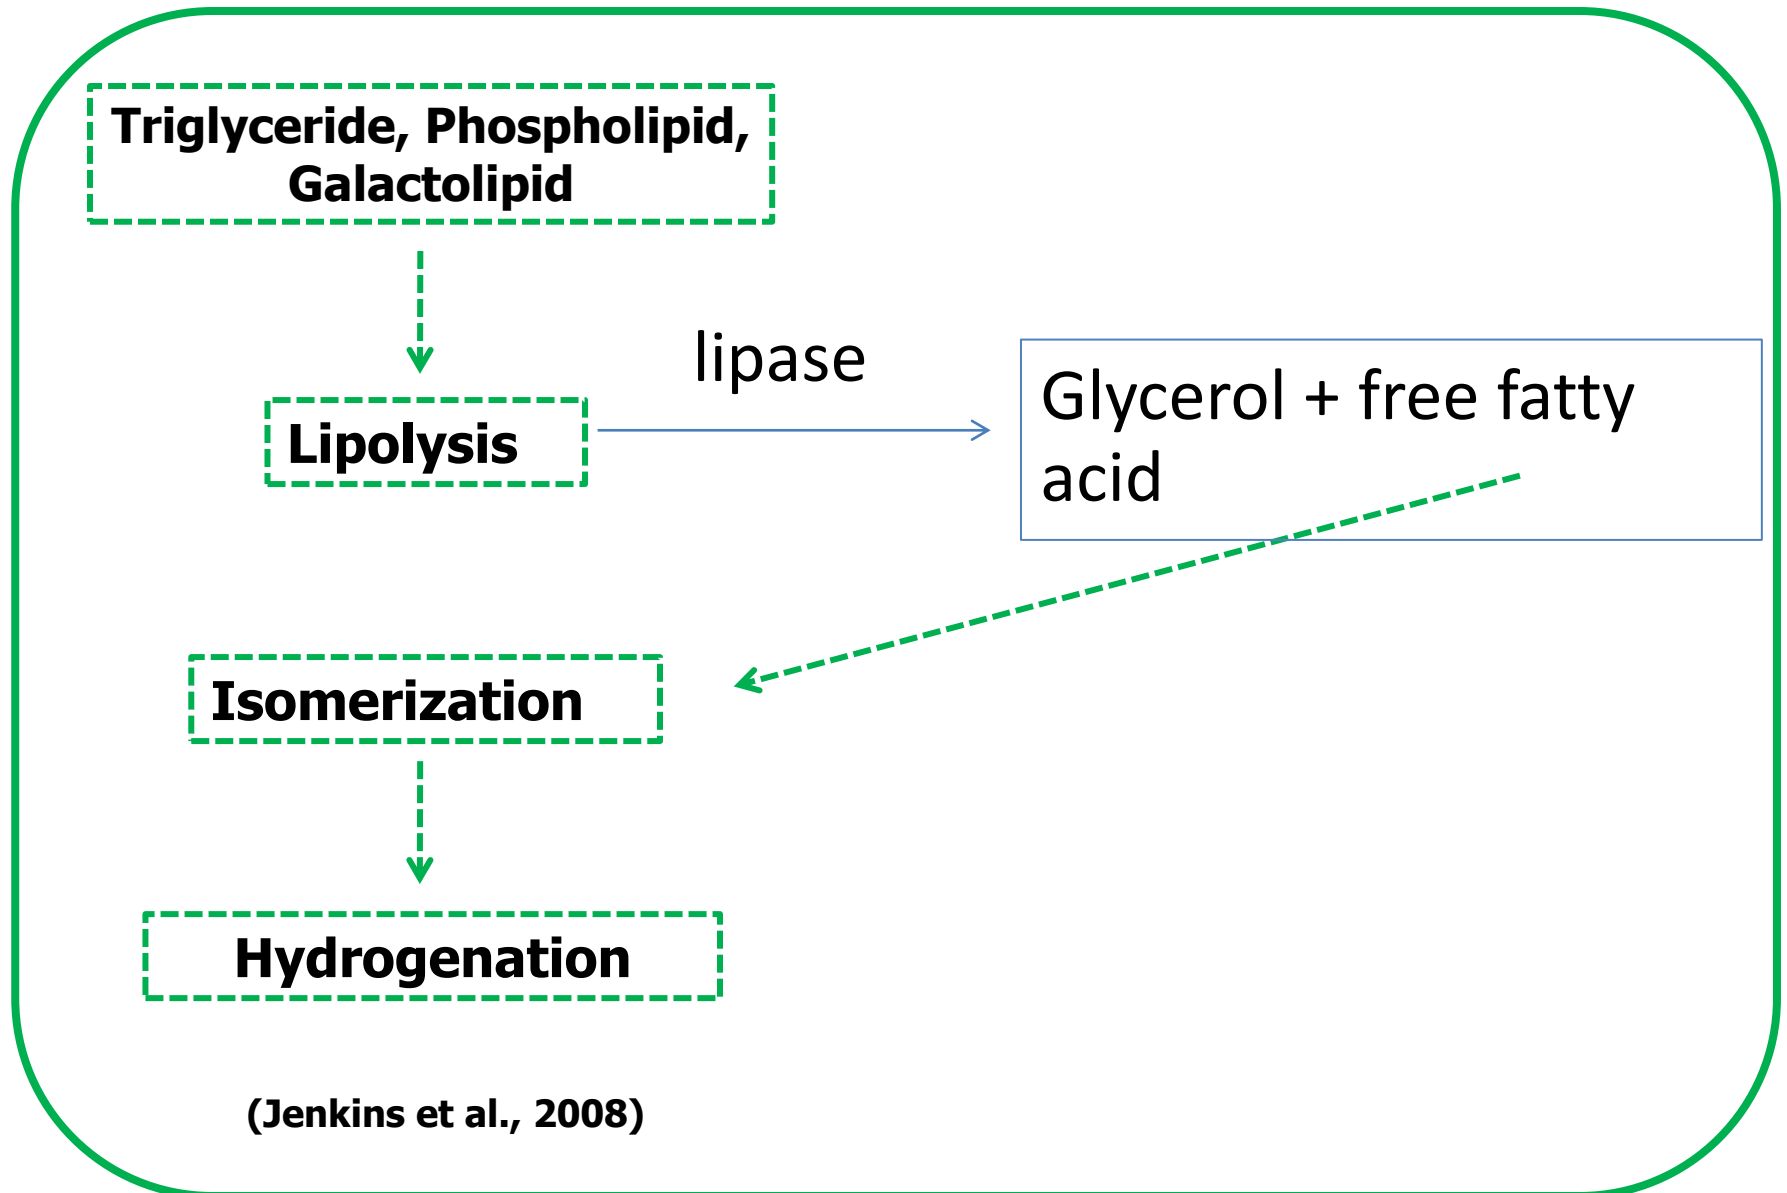 Triglyceride, Phospholipid,
Galactolipid
lipase
Glycerol + free fatty
acid
Lipolysis
Isomerization
Hydrogenation
(Jenkins et al., 2008)